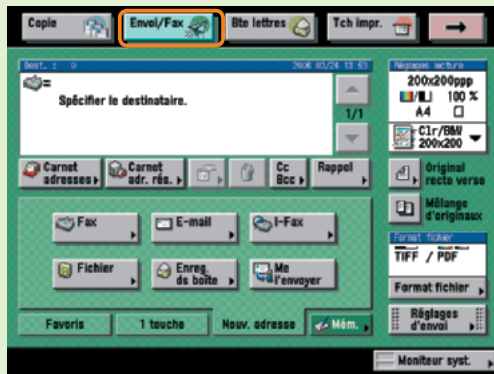 Copie
Envoi/Fax
Bte lettres
Tch impr.
Dest. : 0
2006 03/24 13 53
Spécifier le destinataire.
1/1
Carnet
adresses
Carnet
adr. rés.
Cc
Bcc
Rappel
Fax
E-mail
I-Fax
Fichier
Enreg.
ds boîte
Me
l'envoyer
Favoris
1 touche
Nouv. adresse
Mém.
Réglages lecture
200x200ppp
100 %
A4
Clr/B&W
200x200
Original
recto verso
Mélange
d'originaux
Format fichier
TIFF / PDF
Format fichier
Réglages
d'envoi
Moniteur syst.